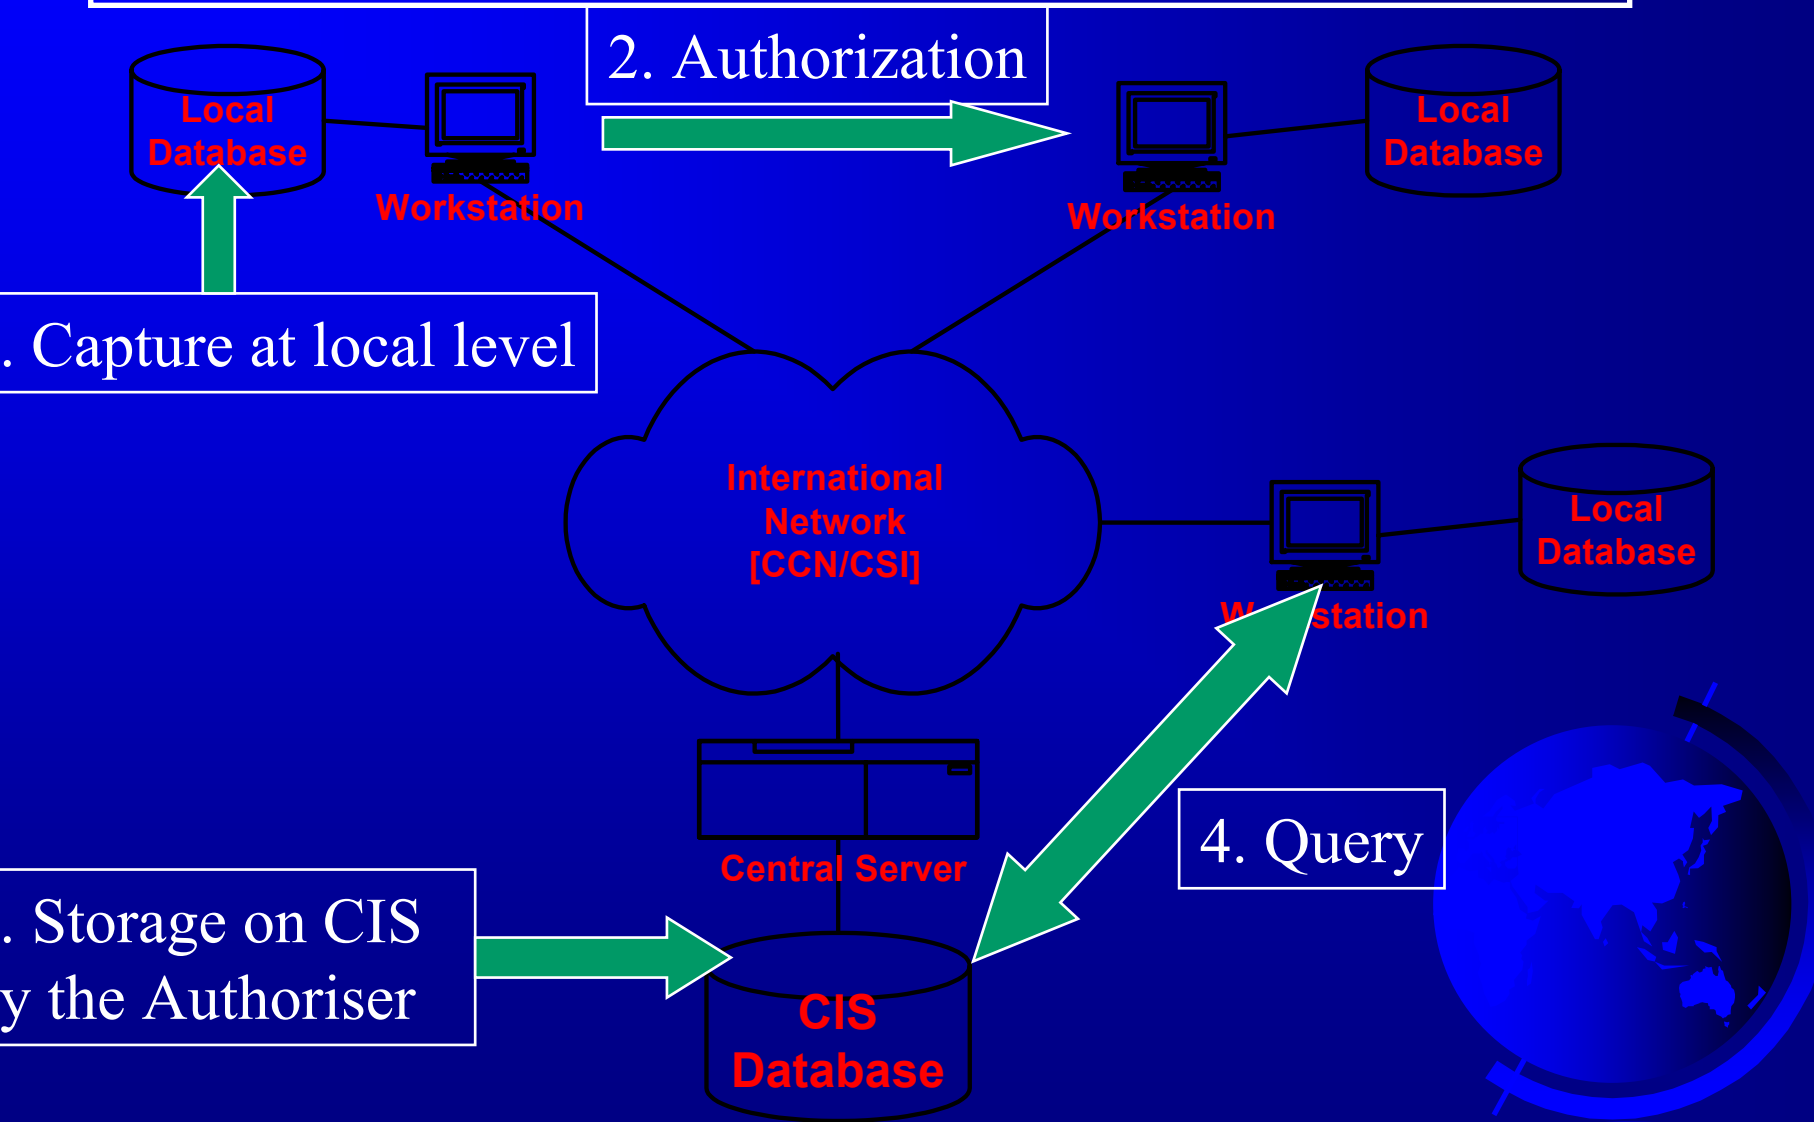 2. Authorization
Local
Database
Workstation
Workstation
Local
Database
. Capture at local level
International
Network
[CCN/CSI]
Local
Database
station
4. Query
Central Server
. Storage on CIS
y the Authoriser
CIS
Database